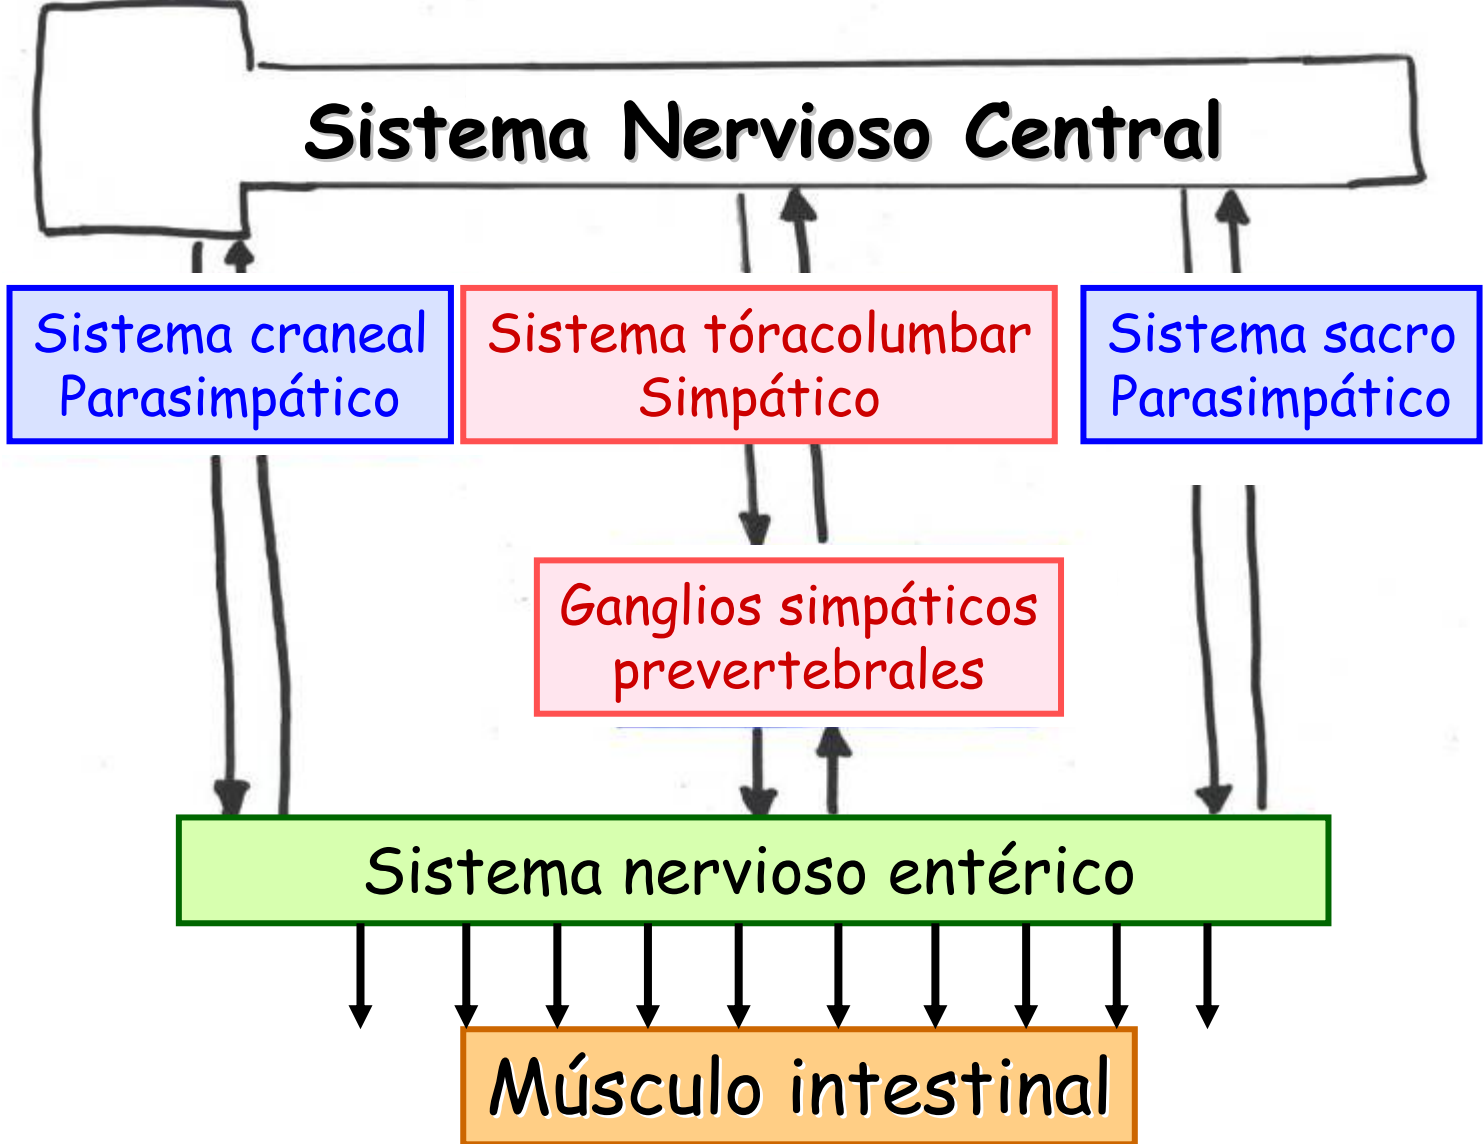 Sistema Nervioso Central
Sistema craneal
Parasimpático
Sistema tóracolumbar
Simpático
Sistema sacro
Parasimpático
Ganglios simpáticos
prevertebrales
Sistema nervioso entérico
Músculo intestinal